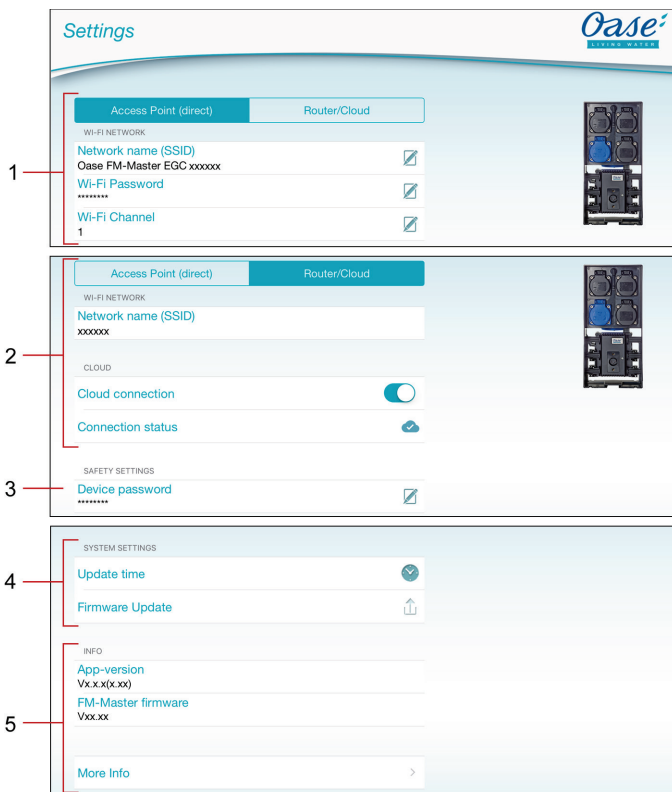 Settings
Oase
LIVING WATER
1
Access Point (direct)
Router/Cloud
WI-FI NETWORK
Network name (SSID)
Oase FM-Master EGC xxxxxx
Wi-Fi Password
********
Wi-Fi Channel
1
2
Access Point (direct)
Router/Cloud
WI-FI NETWORK
Network name (SSID)
xxxxxx
CLOUD
Cloud connection
Connection status
SAFETY SETTINGS
3
Device password
********
4
SYSTEM SETTINGS
Update time
Firmware Update
5
INFO
App-version
Vx.x.x(x.xx)
FM-Master firmware
Vxx.xx
More Info